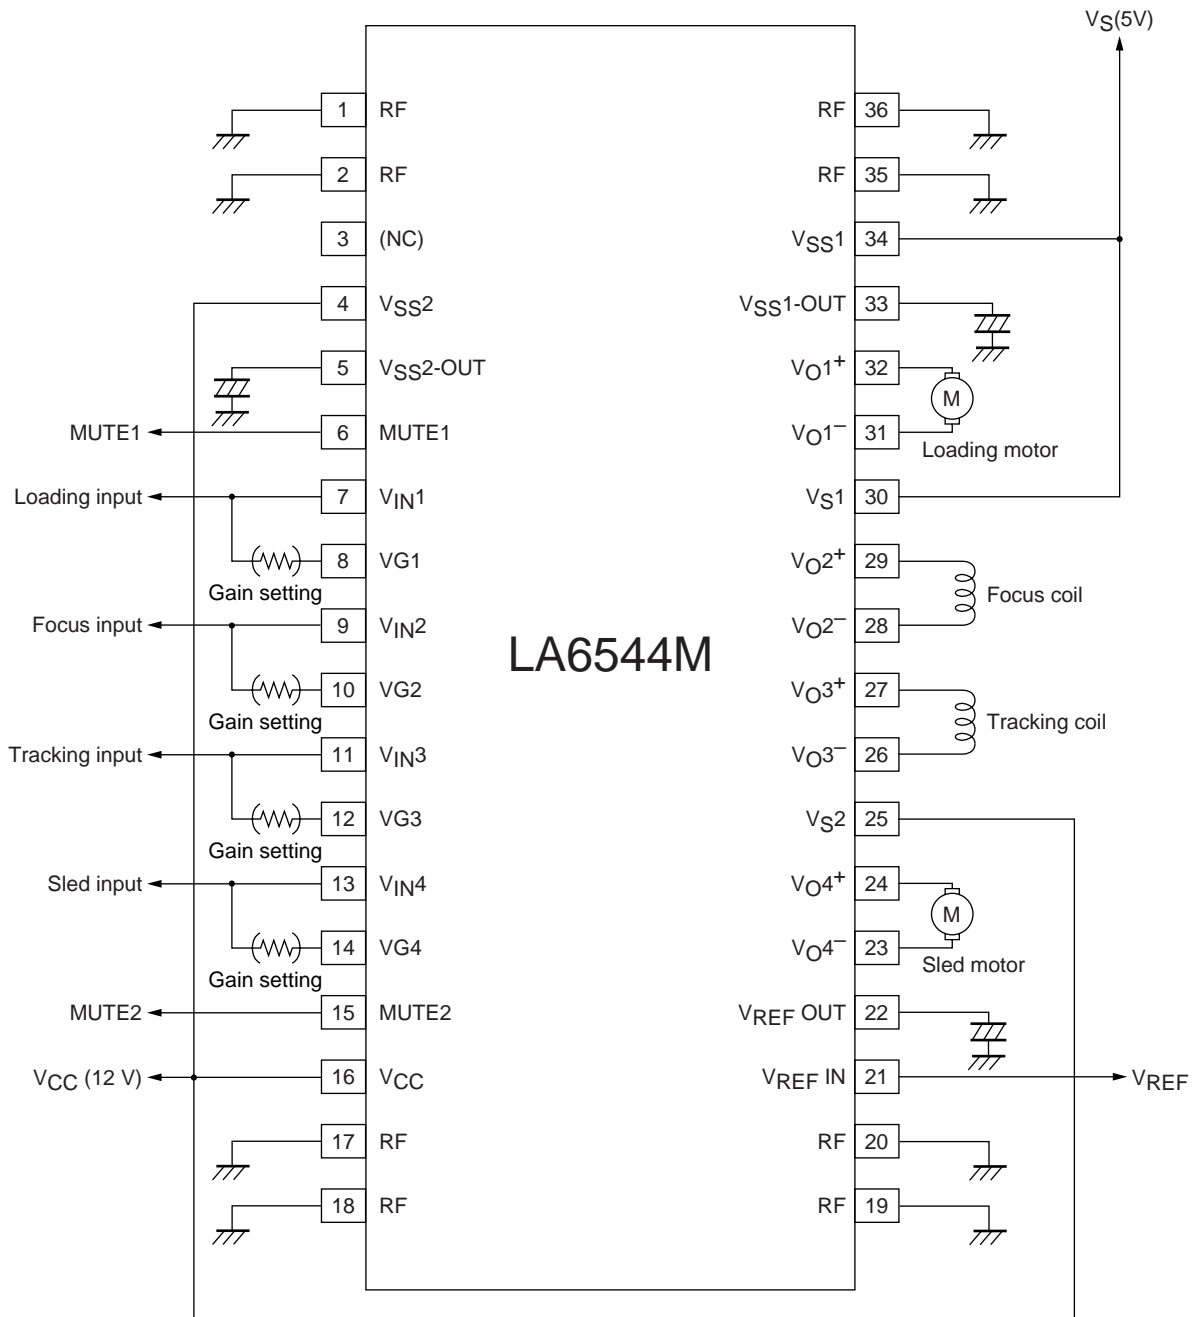 VS(5V)
1 RF
RF 36
2 RF
RF 35
3 (NC)
VSS1 34
4 VSS2
VSS1-OUT 33
5 VSS2-OUT
VO1+ 32
M
MUTE1 6 MUTE1
VO1− 31
Loading motor
Loading input 7 VIN1
VS1 30
8 VG1
Gain setting
VO2+ 29
Focus coil
Focus input 9 VIN2
VO2− 28
LA6544M
10 VG2
Gain setting
VO3+ 27
Tracking coil
Tracking input 11 VIN3
VO3− 26
12 VG3
Gain setting
VS2 25
Sled input 13 VIN4
VO4+ 24
M
14 VG4
Gain setting
VO4− 23
Sled motor
MUTE2 15 MUTE2
VREF OUT 22
VCC (12 V) 16 VCC
VREF IN 21 VREF
17 RF
RF 20
18 RF
RF 19